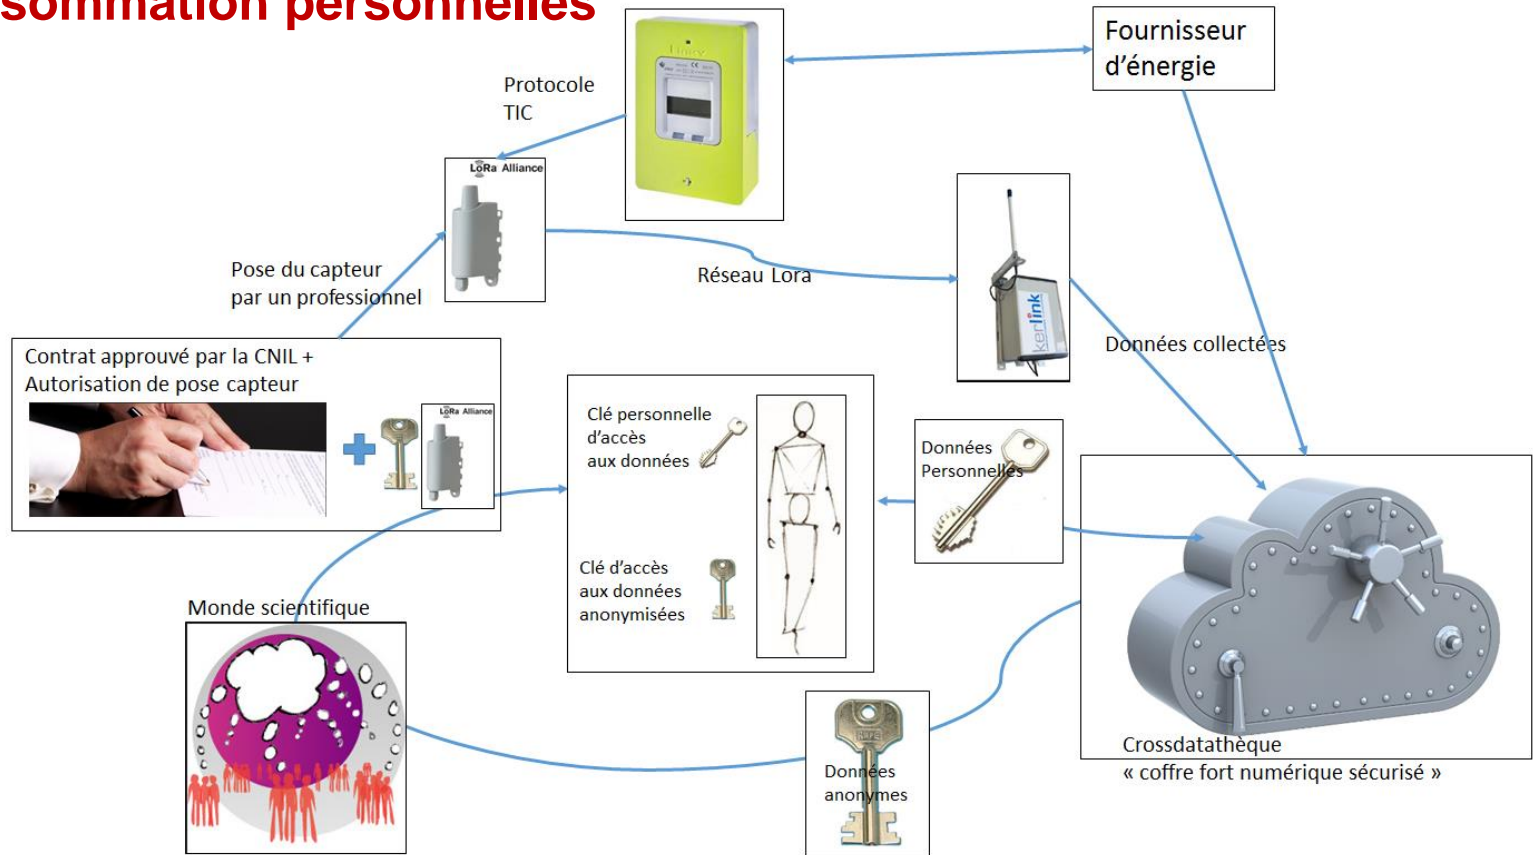 sommation personnelles
Fournisseur
d'énergie
Protocole
TIC
Linky
LoRa Alliance
Pose du capteur
par un professionnel
Réseau Lora
kerlink
Données collectées
Contrat approuvé par la CNIL +
Autorisation de pose capteur
LoRa Alliance
Clé personnelle
d'accès
aux données
Données
Personnelles
Clé d'accès
aux données
anonymisées
Monde scientifique
Données
anonymes
Crossdatathèque
« coffre fort numérique sécurisé »